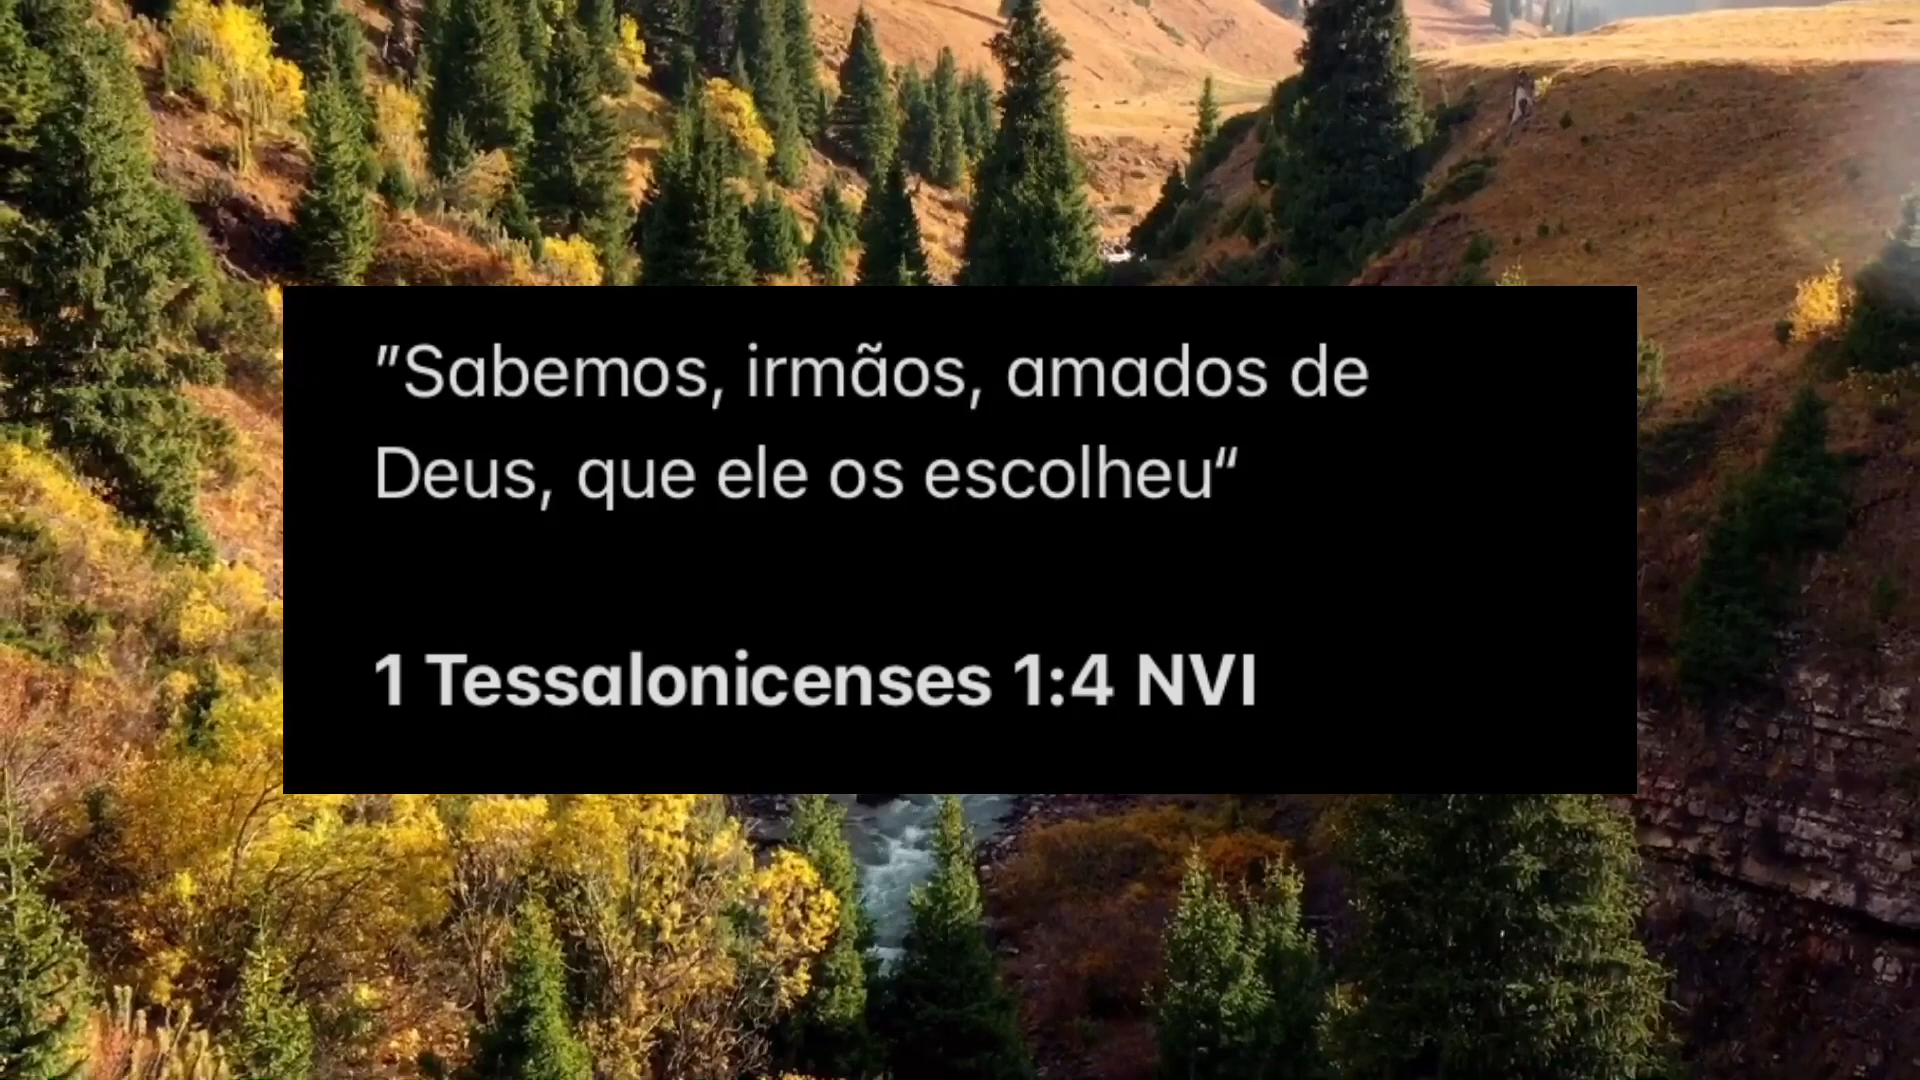 "Sabemos, irmãos, amados de
Deus, que ele os escolheu“
1 Tessalonicenses 1:4 NVI